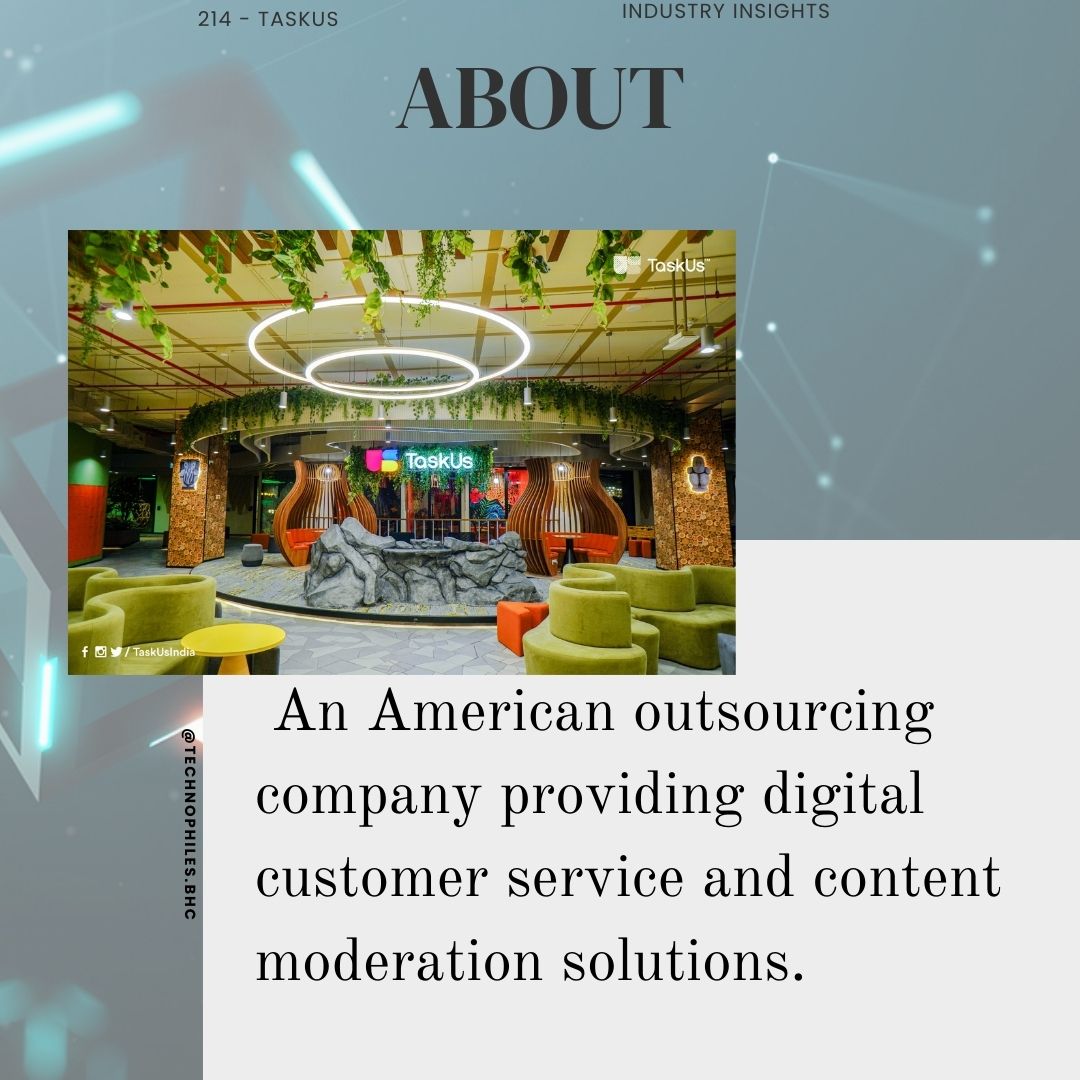 214 - TASKUS
INDUSTRY INSIGHTS
ABOUT
TaskUs™
TaskUs
/ TaskUsIndia
An American outsourcing
company providing digital
customer service and content
moderation solutions.
@TECHNOPHILES.BHC